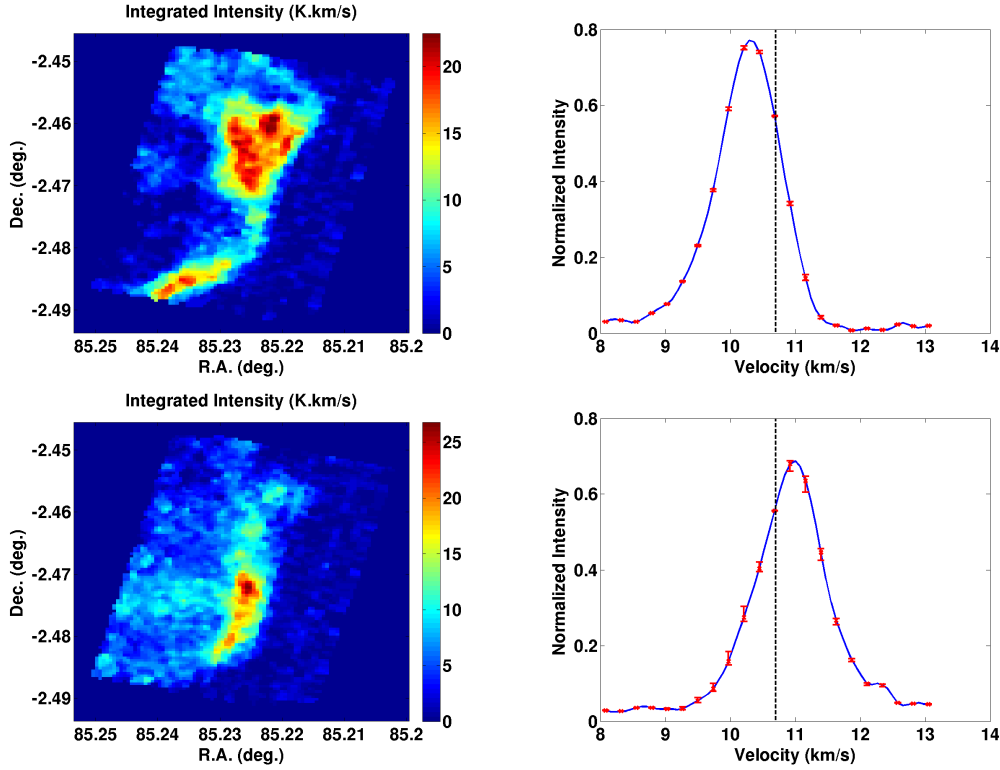 Integrated Intensity (K.km/s)
-2.45
-2.46
-2.47
-2.48
-2.49
Dec. (deg.)
85.25 85.24 85.23 85.22 85.21 85.2
R.A. (deg.)
20
15
10
5
0
0.8
0.6
0.4
0.2
0
Normalized Intensity
8 9 10 11 12 13 14
Velocity (km/s)
Integrated Intensity (K.km/s)
-2.45
-2.46
-2.47
-2.48
-2.49
Dec. (deg.)
85.25 85.24 85.23 85.22 85.21 85.2
R.A. (deg.)
25
20
15
10
5
0
0.8
0.6
0.4
0.2
0
Normalized Intensity
8 9 10 11 12 13 14
Velocity (km/s)